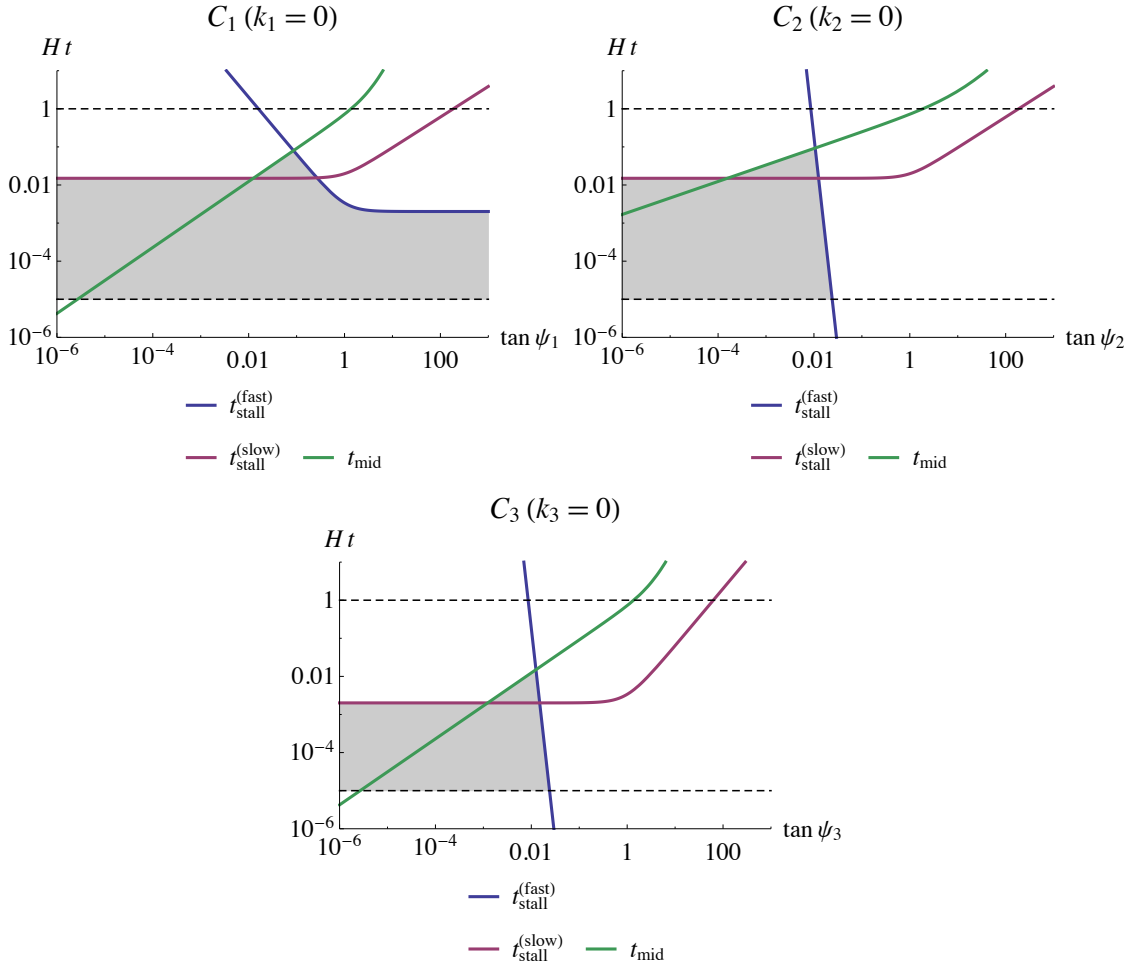 C₁ (k₁ = 0)
H t
1
0.01
10⁻⁴
10⁻⁶
10⁻⁶ 10⁻⁴ 0.01 1 100 tan ψ₁
t_stall^(fast)
t_stall^(slow) t_mid
C₂ (k₂ = 0)
H t
1
0.01
10⁻⁴
10⁻⁶
10⁻⁶ 10⁻⁴ 0.01 1 100 tan ψ₂
t_stall^(fast)
t_stall^(slow) t_mid
C₃ (k₃ = 0)
H t
1
0.01
10⁻⁴
10⁻⁶
10⁻⁶ 10⁻⁴ 0.01 1 100 tan ψ₃
t_stall^(fast)
t_stall^(slow) t_mid